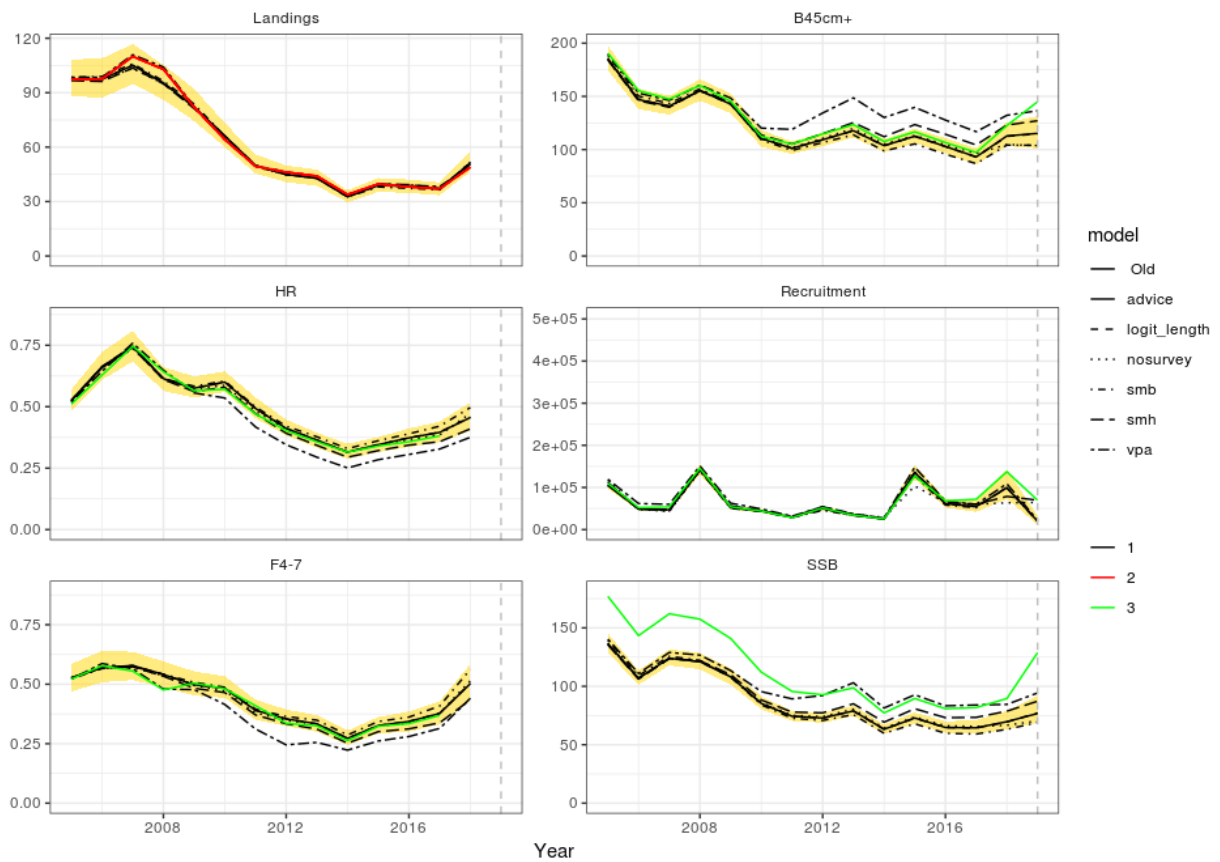 Landings
120
90
60
30
0
B45cm+
200
150
100
50
0
HR
0.75
0.50
0.25
0.00
Recruitment
5e+05
4e+05
3e+05
2e+05
1e+05
0e+00
F4-7
0.75
0.50
0.25
0.00
2008
2012
2016
SSB
150
100
50
0
2008
2012
2016
Year
model
Old
advice
logit_length
nosurvey
smb
smh
vpa
1
2
3